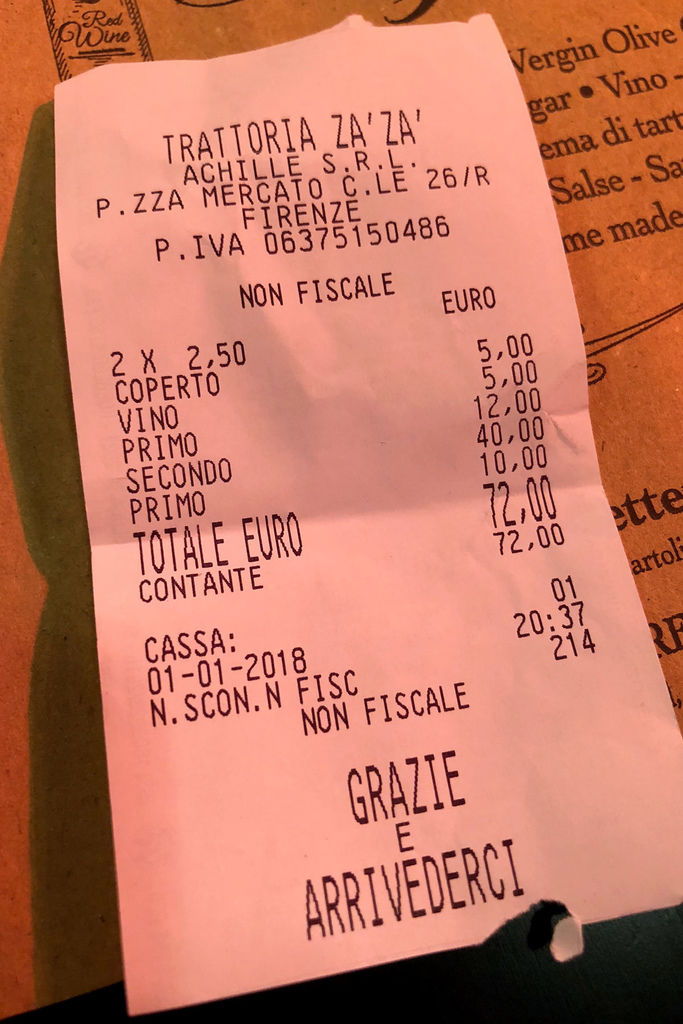 Red
Wine
TRATTORIA ZA'ZA'
ACHILLE S.R.L.
P.ZZA MERCATO C.LE 26/R
FIRENZE
P.IVA 06375150486
NON FISCALE
EURO
2 X 2,50
COPERTO 5,00
VINO 5,00
PRIMO 12,00
SECONDO 40,00
PRIMO 10,00
TOTALE EURO 72,00
CONTANTE 72,00
CASSA: 01
01-01-2018 20:37
N.SCON.N FISC 214
NON FISCALE
GRAZIE
E
ARRIVEDERCI
Vergin Olive
gar • Vino -
ema di tart
Salse - Sa
me made
ette
artoli